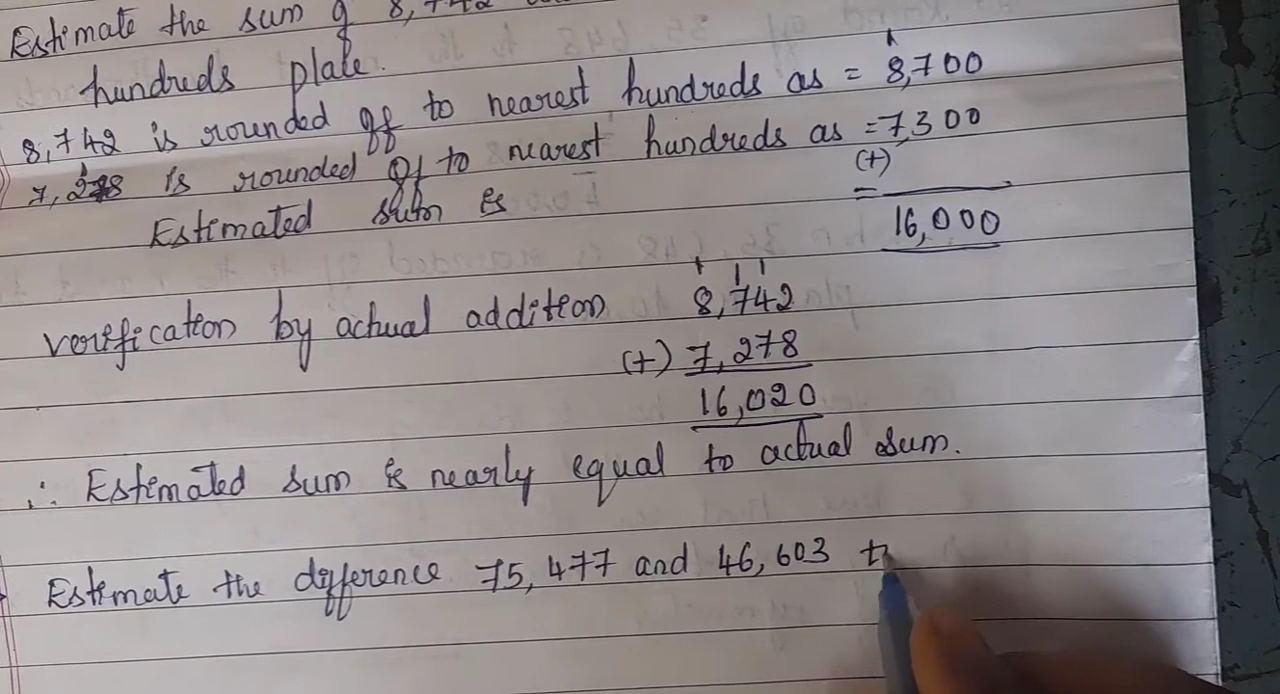 Estimate the sum of 8,742
hundreds place.
8,742 is rounded off to nearest hundreds as = 8,700
7,278 is rounded off to nearest hundreds as = 7,300
(+)
Estimated sum is =
16,000
verification by actual addition 8,742
(+) 7,278
16,020
∴ Estimated sum is nearly equal to actual sum.
Estimate the difference 75,477 and 46,603 t